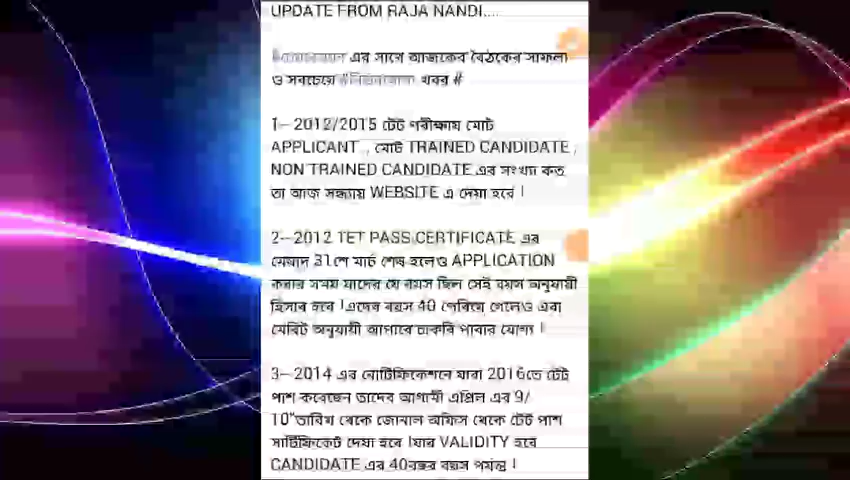 UPDATE FROM RAJA NANDI....
এর সাথে আজকের বৈঠকের সাফল্য
ও সবচেয়ে খবর #
1-- 2012/2015 টেট পরীক্ষায় মোট
APPLICANT , মোট TRAINED CANDIDATE ,
NON TRAINED CANDIDATE এর সংখ্যা কত
তা আজ সন্ধ্যায় WEBSITE এ দেয়া হবে ।
2-- 2012 TET PASS CERTIFICATE এর
মেয়াদ 31শে মার্চ শেষ হলেও APPLICATION
করার সময় যাদের যে বয়স ছিল সেই বয়স অনুযায়ী
হিসাব হবে ।এদের বয়স 40 পেরিয়ে গেলেও এরা
মেরিট অনুযায়ী আপারে চাকরি পাবার যোগ্য ।
3-- 2014 এর নোটিফিকেশনে যারা 2016তে টেট
পাশ করেছেন তাদের আগামী এপ্রিল এর 9/
10"তারিখ থেকে জোনাল অফিস থেকে টেট পাশ
সার্টিফিকেট দেয়া হবে ।যার VALIDITY হবে
CANDIDATE এর 40বছর বয়স পর্যন্ত ।